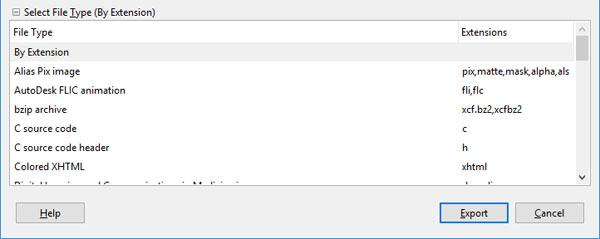 Select File Type (By Extension)
File Type Extensions
By Extension
Alias Pix image pix,matte,mask,alpha,als
AutoDesk FLIC animation fli,flc
bzip archive xcf.bz2,xcfbz2
C source code c
C source code header h
Colored XHTML xhtml
Help Export Cancel